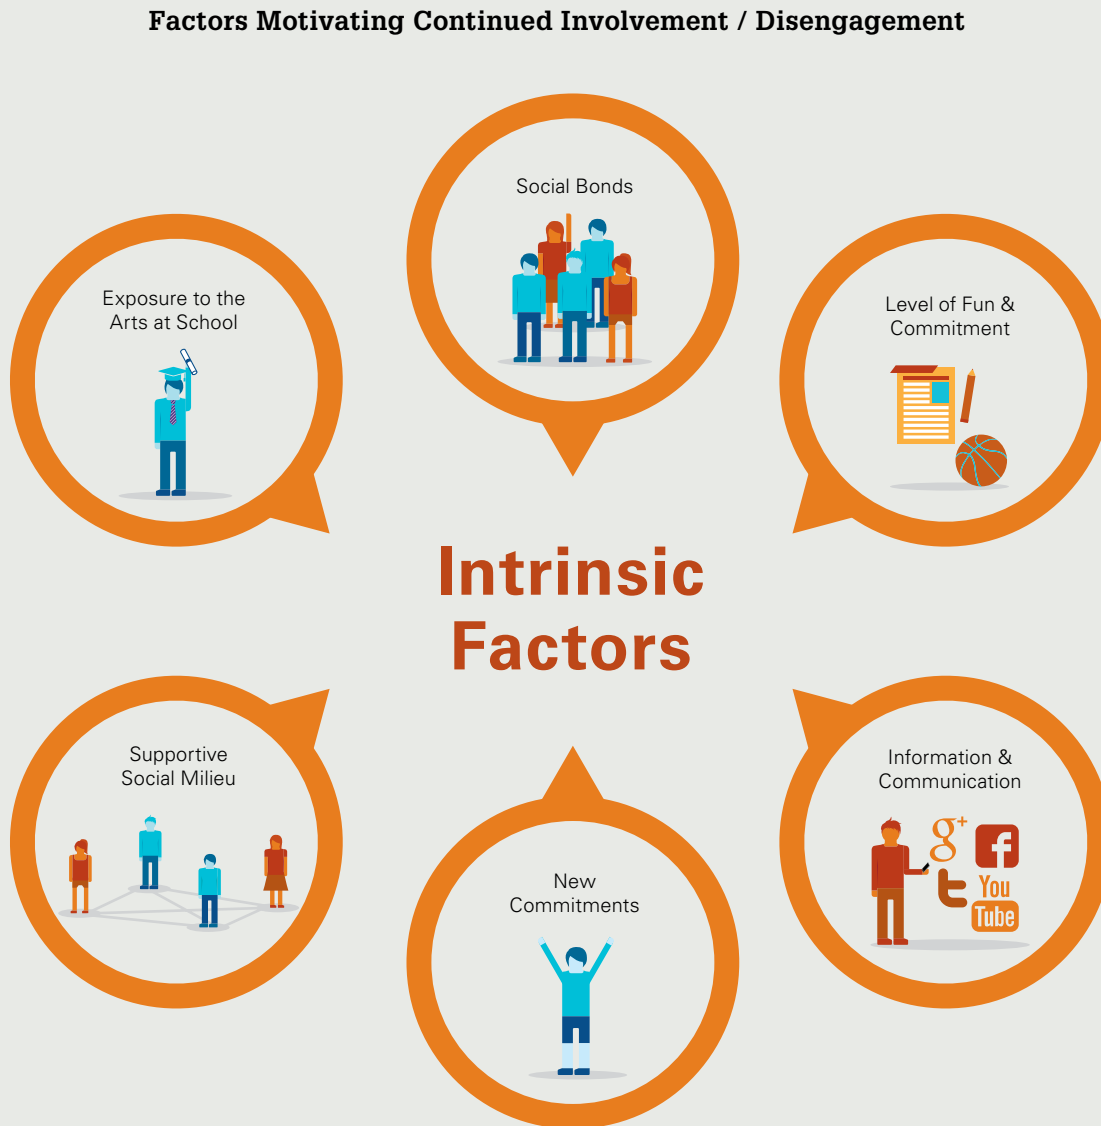 Factors Motivating Continued Involvement / Disengagement
Social Bonds
Exposure to the
Arts at School
Level of Fun &
Commitment
Intrinsic
Factors
Supportive
Social Milieu
New
Commitments
Information &
Communication
g+
f
t
You
Tube